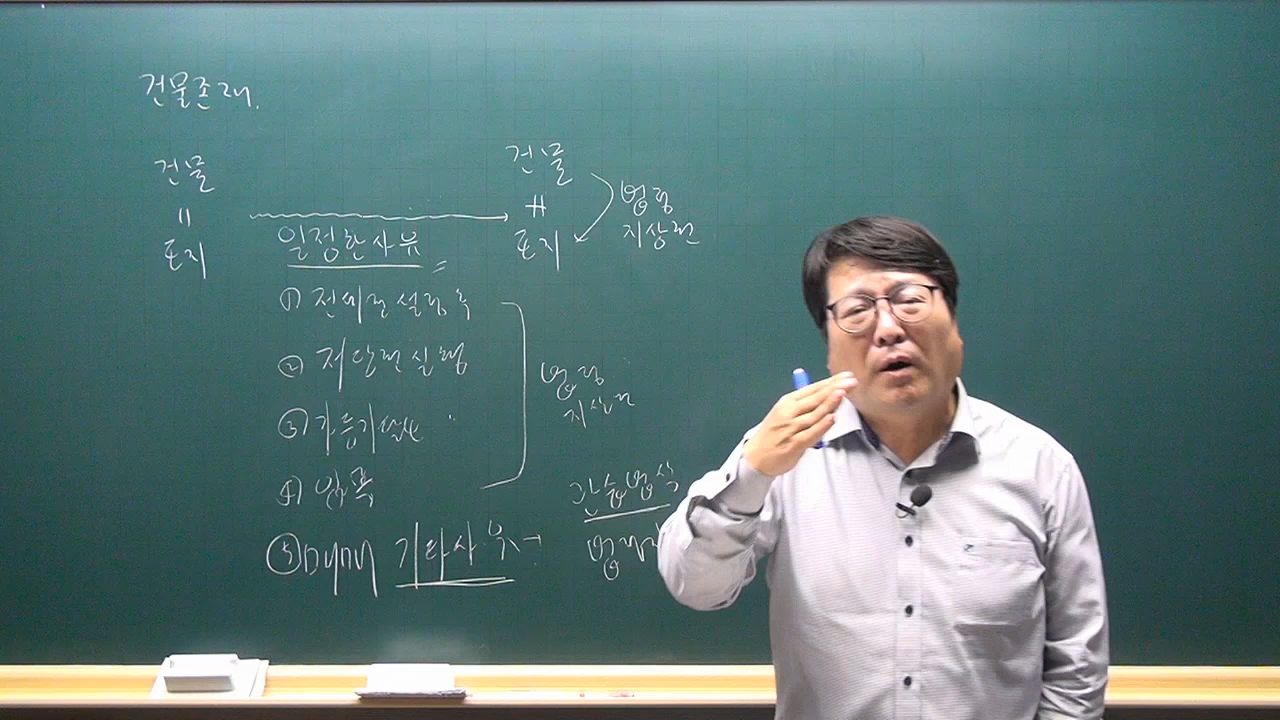 건물존재.
건물
=
토지
일정한사유
건물
≠
토지
법정
지상권
① 전세권설정후
② 저당권실행
③ 가등기설정
④ 압류
법정
지상권
⑤ 매매 기타사유
관습법상
법정지